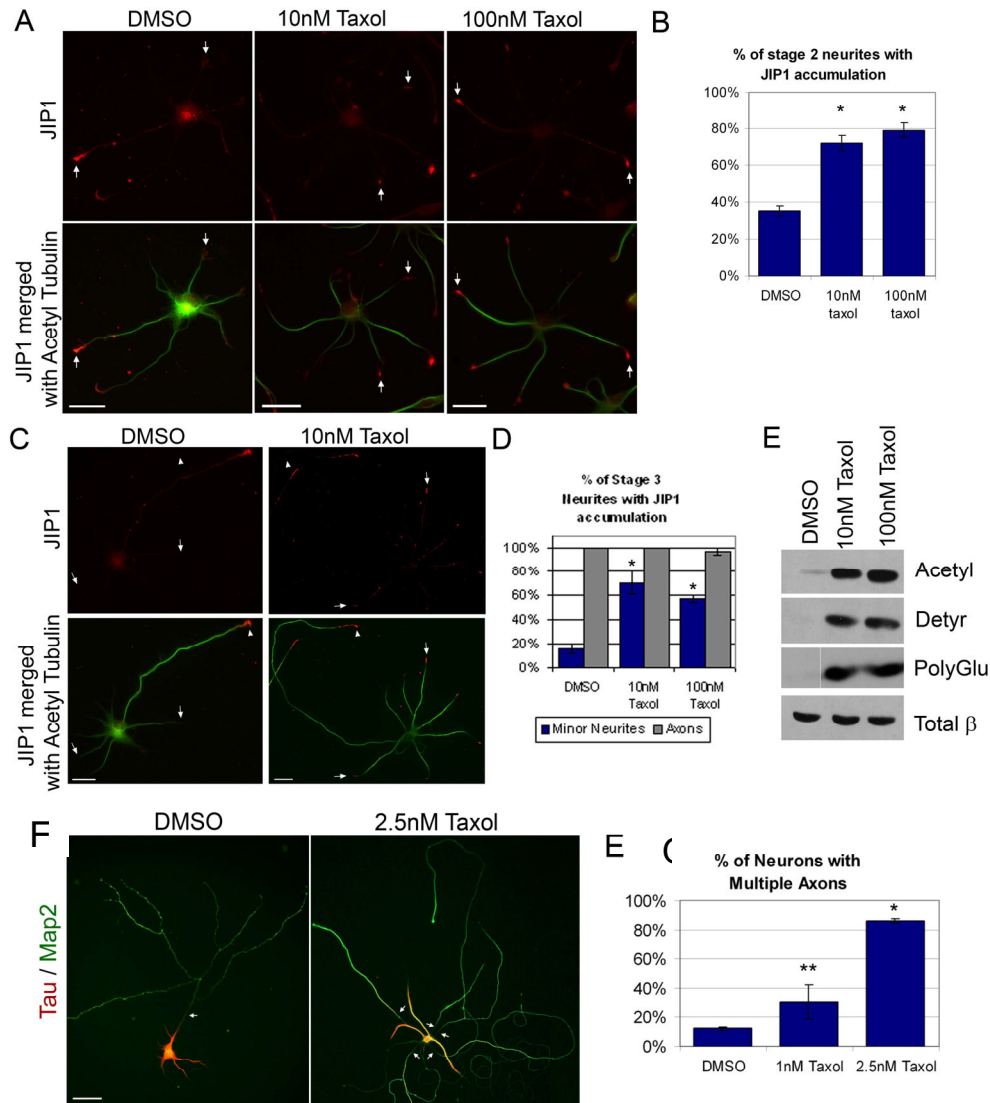 A
DMSO
10nM Taxol
100nM Taxol
JIP1
JIP1 merged
with Acetyl Tubulin
B
% of stage 2 neurites with
JIP1 accumulation
100%
80%
60%
40%
20%
0%
*
*
DMSO
10nM
taxol
100nM
taxol
C
DMSO
10nM Taxol
JIP1
JIP1 merged
with Acetyl Tubulin
D
% of Stage 3
Neurites with JIP1
accumulation
100%
80%
60%
40%
20%
0%
*
*
DMSO
10nM
Taxol
100nM
Taxol
Minor Neurites
Axons
E
DMSO
10nM Taxol
100nM Taxol
Acetyl
Detyr
PolyGlu
Total β
F
DMSO
2.5nM Taxol
Tau / Map2
E
% of Neurons with
Multiple Axons
100%
80%
60%
40%
20%
0%
**
*
DMSO
1nM Taxol
2.5nM Taxol